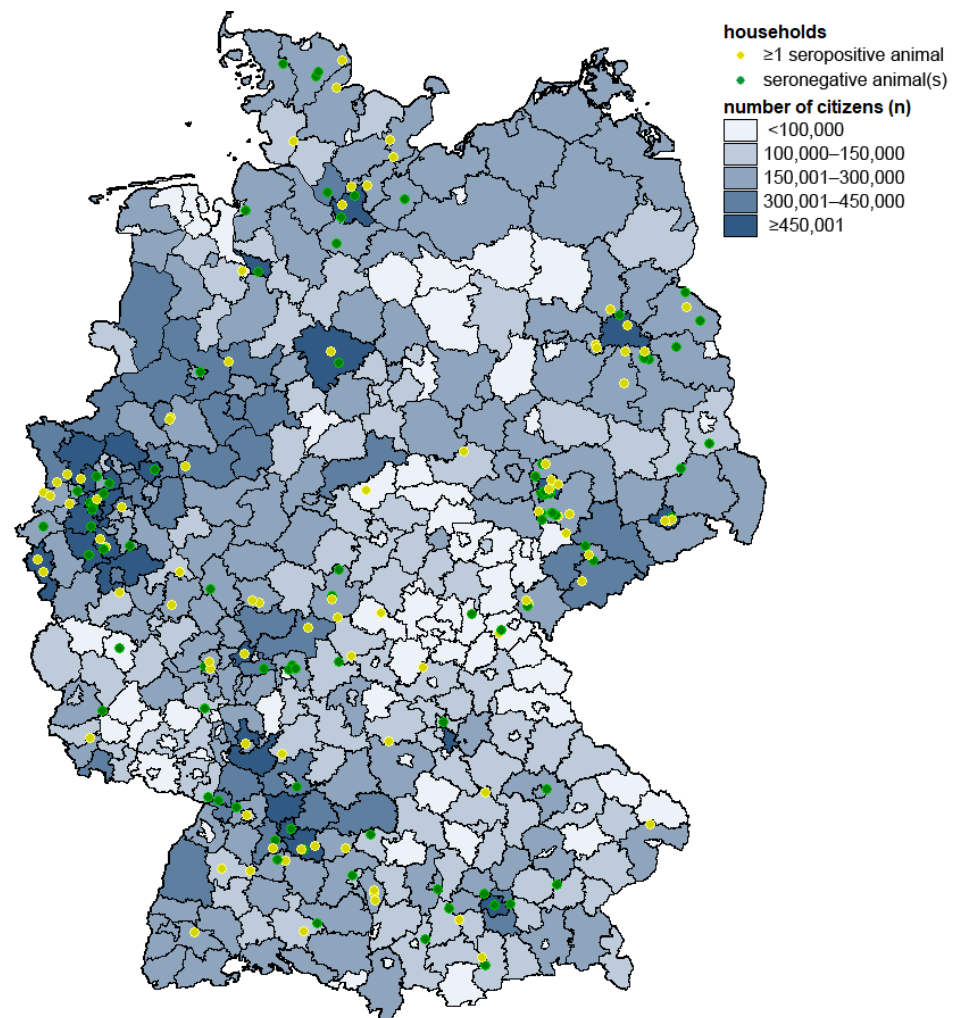 households
≥1 seropositive animal
seronegative animal(s)
number of citizens (n)
<100,000
100,000–150,000
150,001–300,000
300,001–450,000
≥450,001